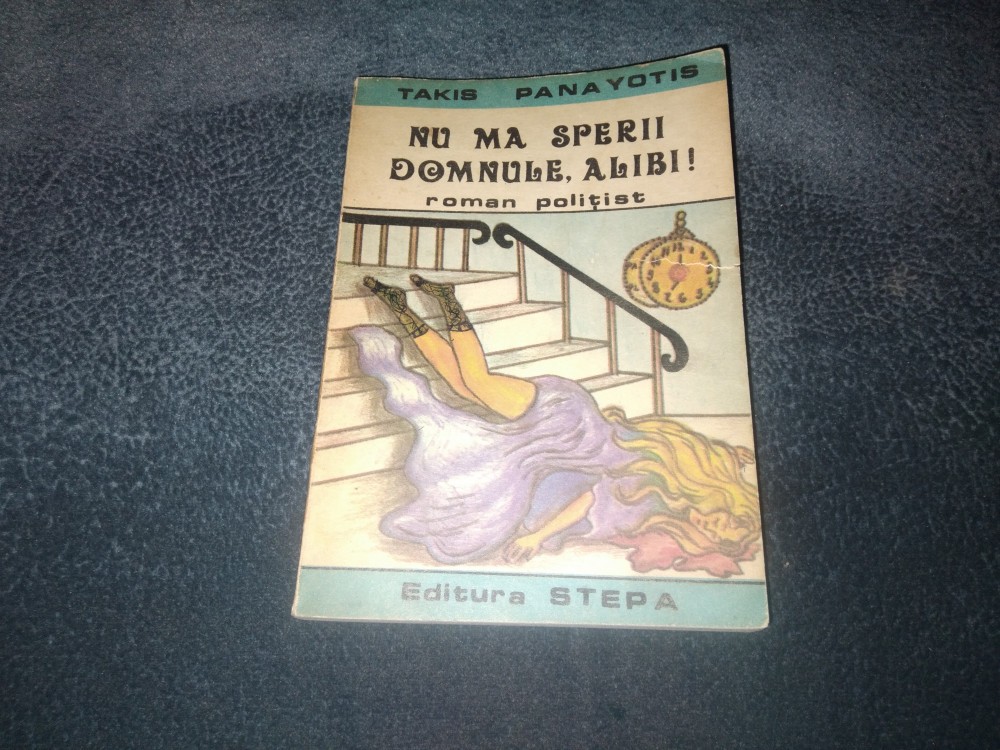 TAKIS PANAYOTIS
NU MA SPERII
DOMNULE, ALIBI!
roman polițist
Editura STEPA